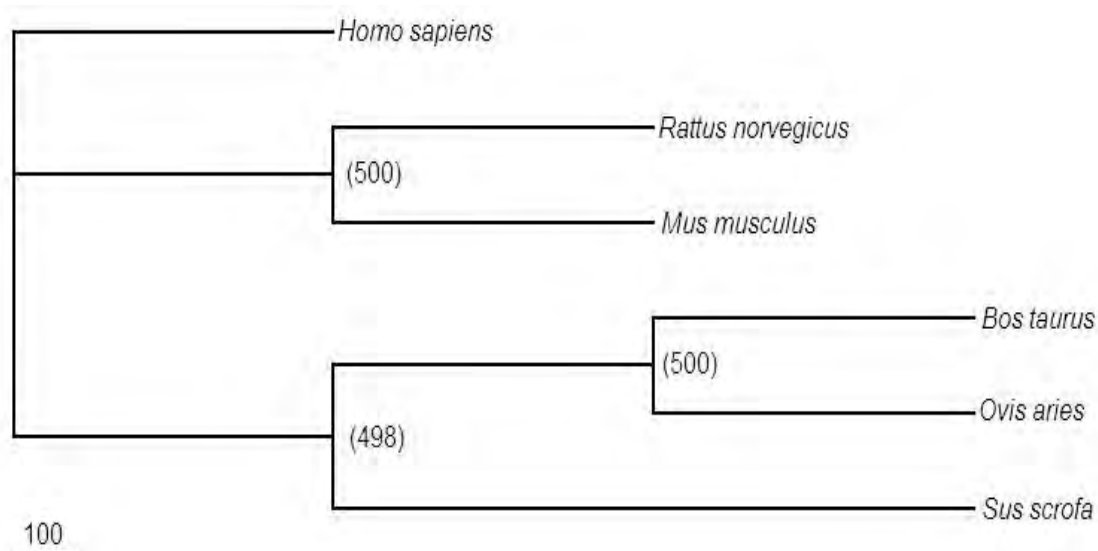 Homo sapiens
Rattus norvegicus
(500)
Mus musculus
Bos taurus
(500)
Ovis aries
(498)
Sus scrofa
100